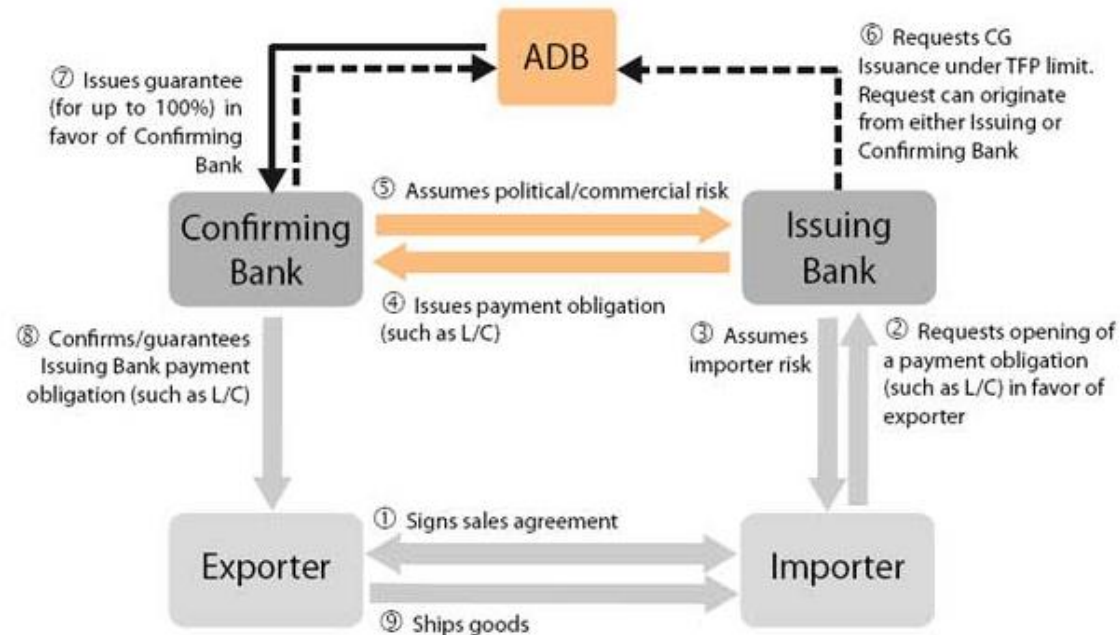 ADB
⑦ Issues guarantee
(for up to 100%) in
favor of Confirming
Bank
⑥ Requests CG
Issuance under TFP limit.
Request can originate
from either Issuing or
Confirming Bank
Confirming
Bank
⑤ Assumes political/commercial risk
Issuing
Bank
④ Issues payment obligation
(such as L/C)
⑧ Confirms/guarantees
Issuing Bank payment
obligation (such as L/C)
③ Assumes
importer risk
② Requests opening of
a payment obligation
(such as L/C) in favor of
exporter
Exporter
① Signs sales agreement
Importer
⑨ Ships goods